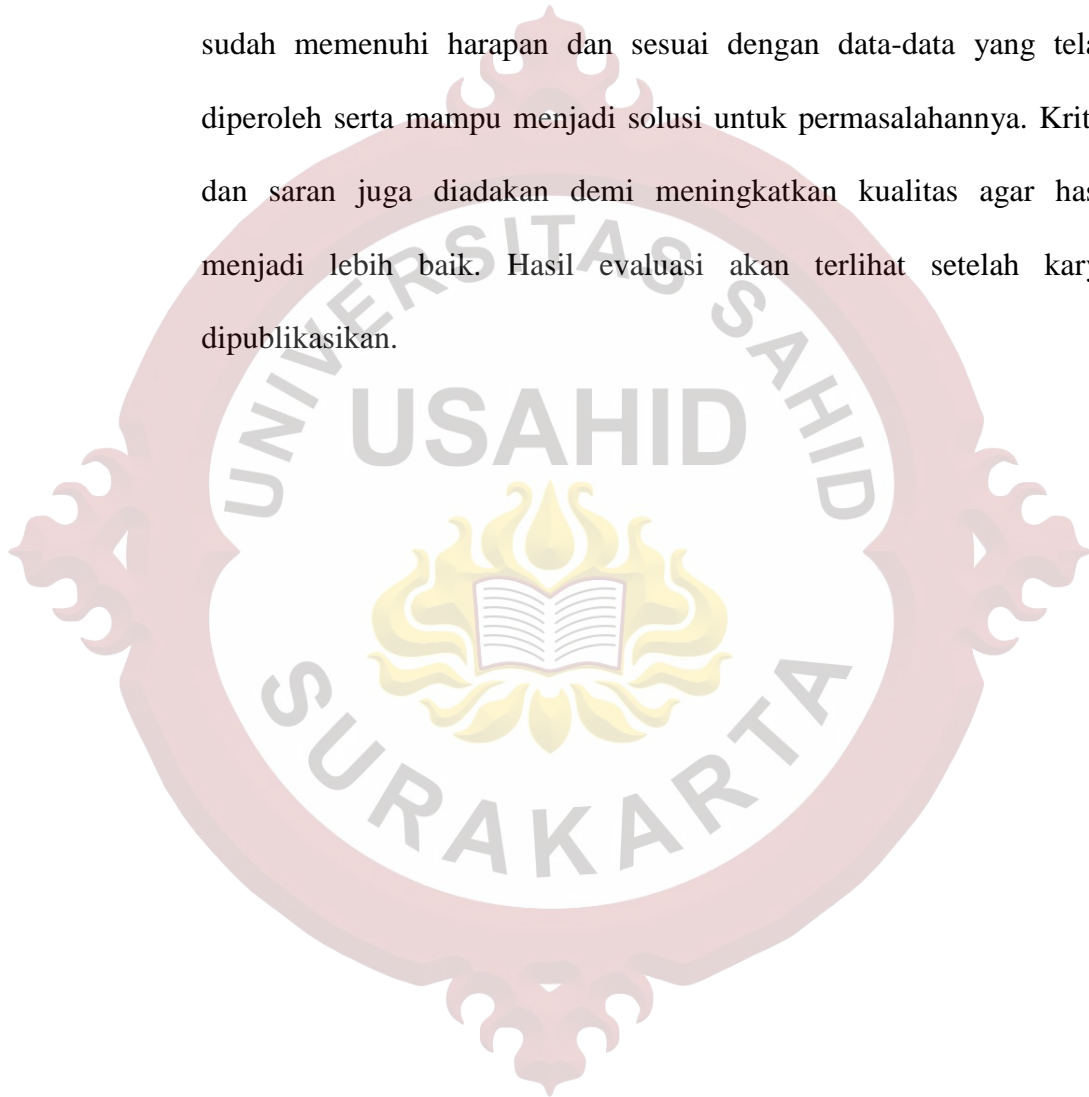 sudah memenuhi harapan dan sesuai dengan data-data yang tela
diperoleh serta mampu menjadi solusi untuk permasalahannya. Krit
dan saran juga diadakan demi meningkatkan kualitas agar has
menjadi lebih baik. Hasil evaluasi akan terlihat setelah kary
dipublikasikan.
UNIVERSITAS SAHID
USAHID
SURAKARTA